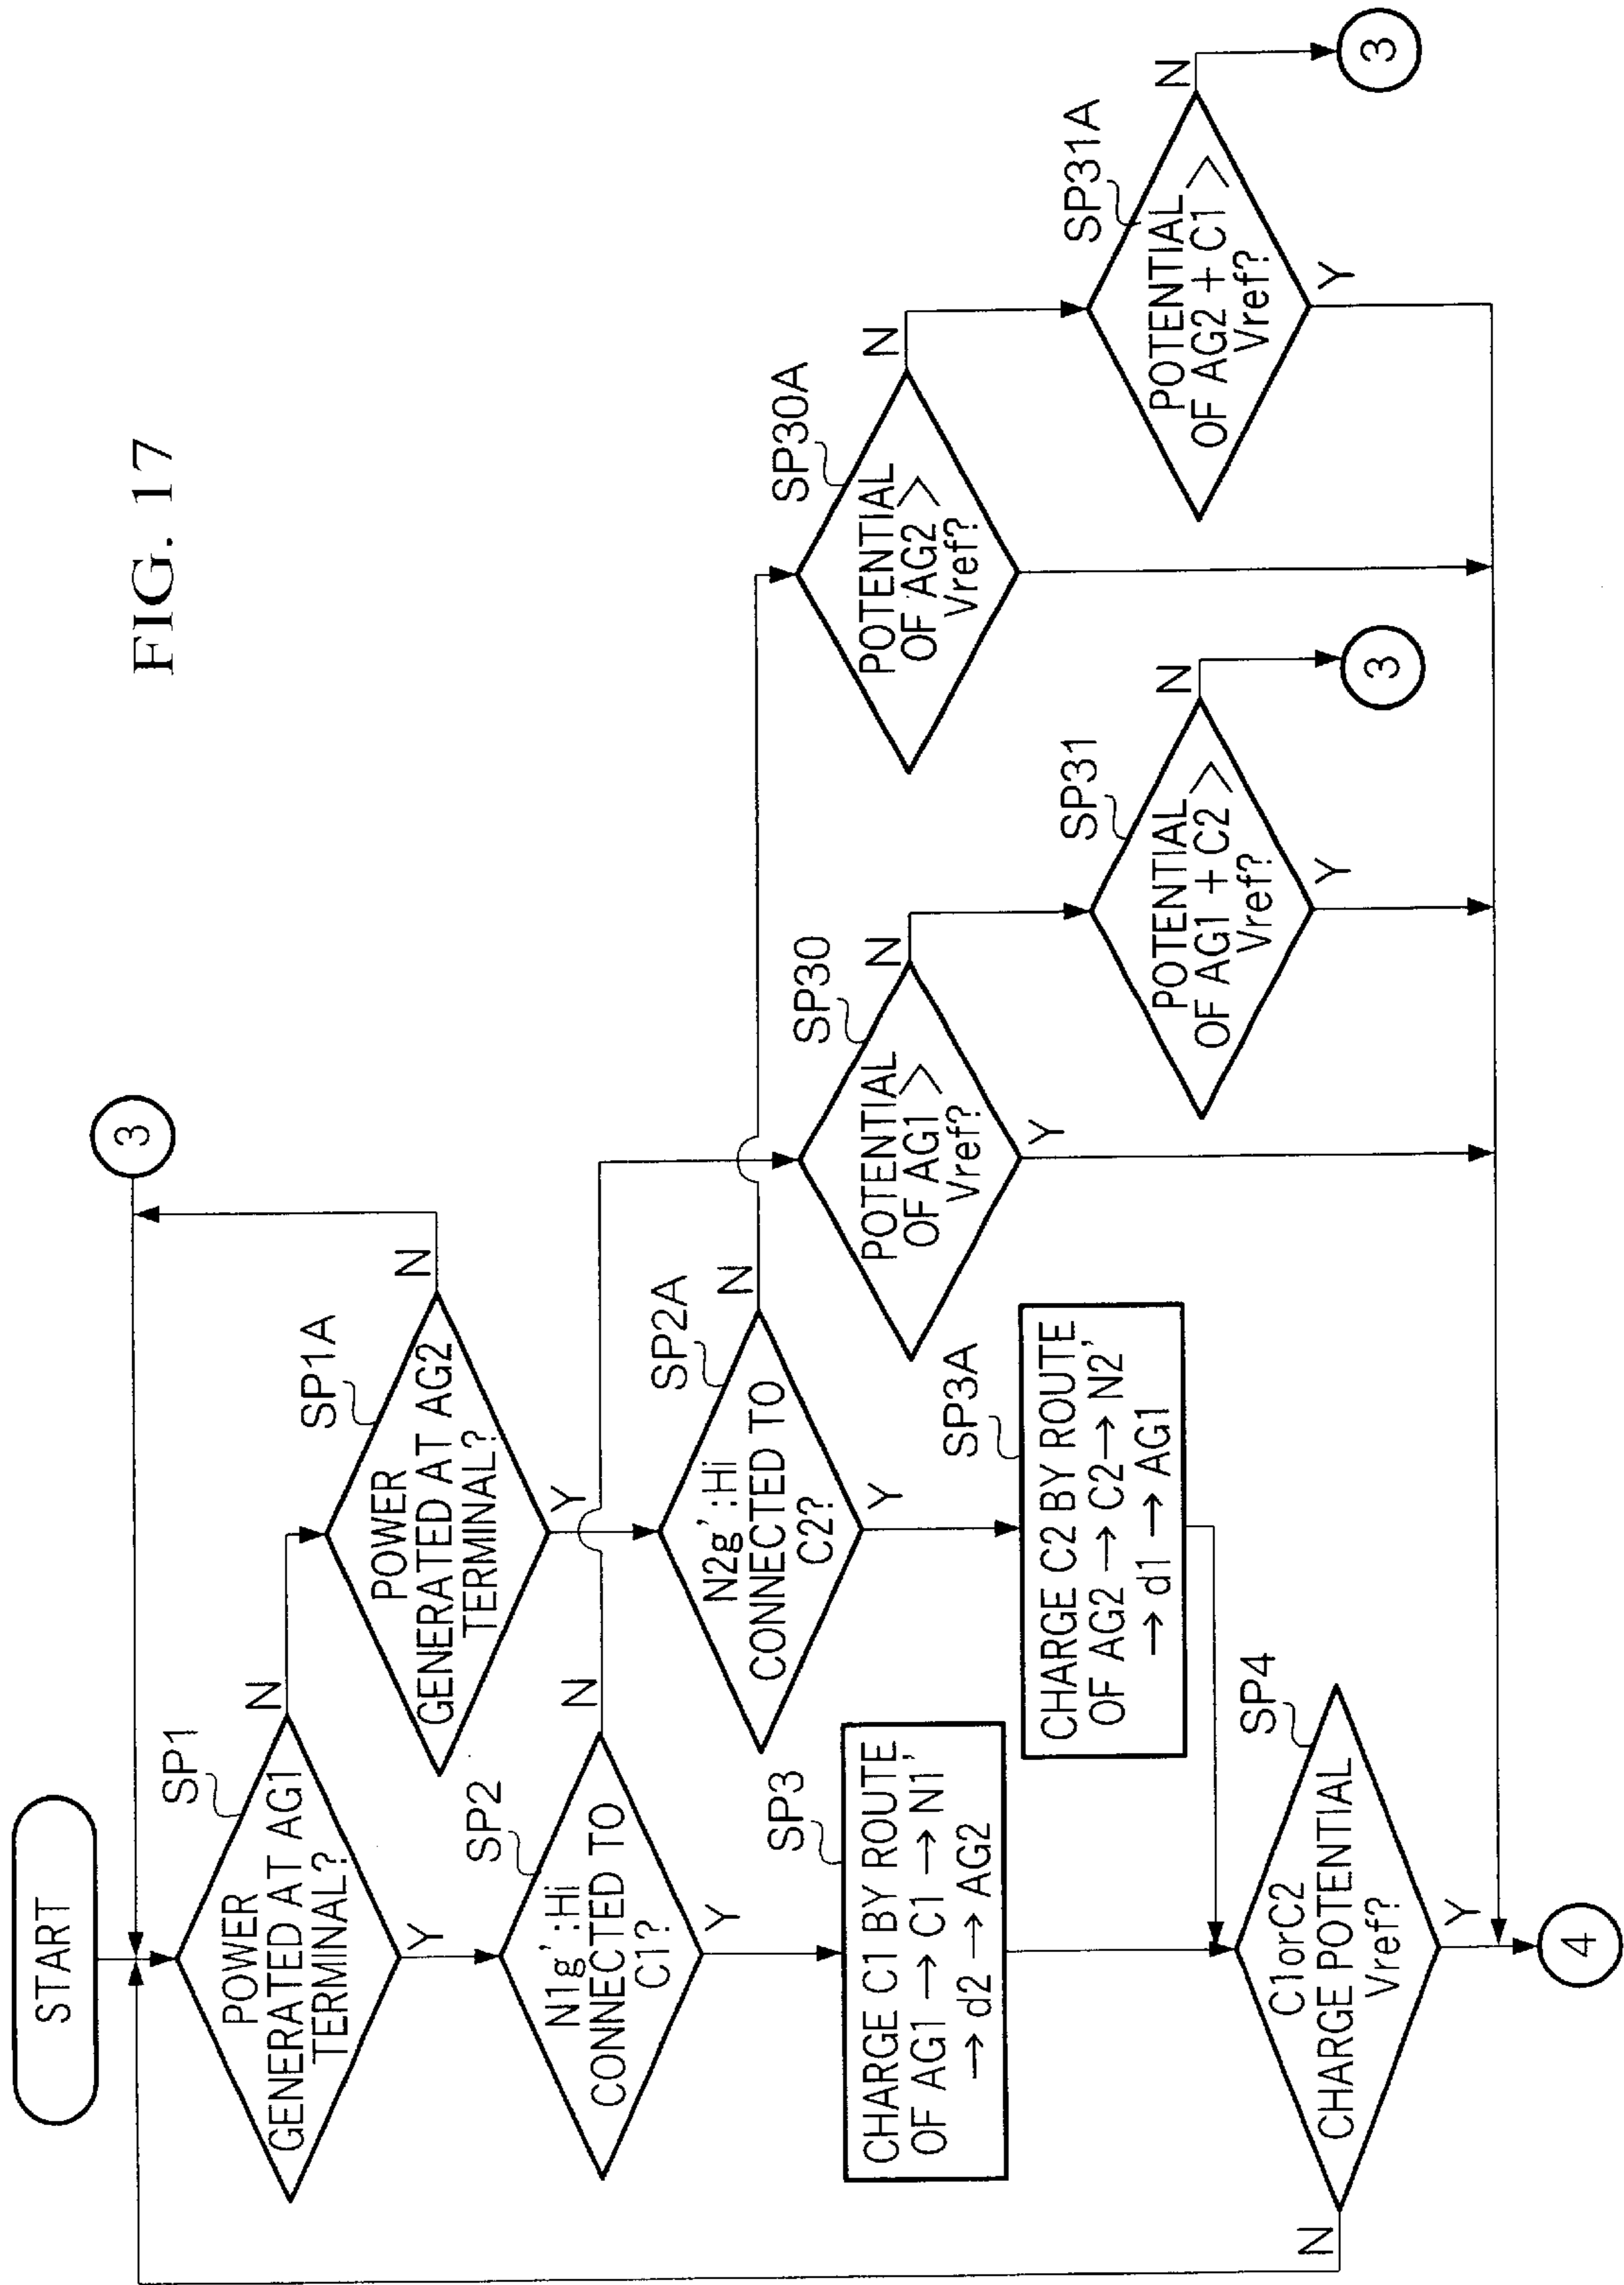 FIG. 17
START
3
SP1
POWER
GENERATED AT AG1
TERMINAL?
N
Y
SP1A
POWER
GENERATED AT AG2
TERMINAL?
N
Y
SP2
N1g':Hi
CONNECTED TO
C1?
N
Y
SP2A
N2g':Hi
CONNECTED TO
C2?
N
Y
SP3
CHARGE C1 BY ROUTE
OF AG1 → C1 → N1'
→ d2 → AG2
SP3A
CHARGE C2 BY ROUTE
OF AG2 → C2 → N2'
→ d1 → AG1
SP30
POTENTIAL
OF AG1 >
Vref?
N
Y
SP30A
POTENTIAL
OF AG2 >
Vref?
N
SP31
POTENTIAL
OF AG1 + C2 >
Vref?
N
Y
3
SP31A
POTENTIAL
OF AG2 + C1 >
Vref?
N
Y
3
SP4
C1orC2
CHARGE POTENTIAL
Vref?
N
Y
4